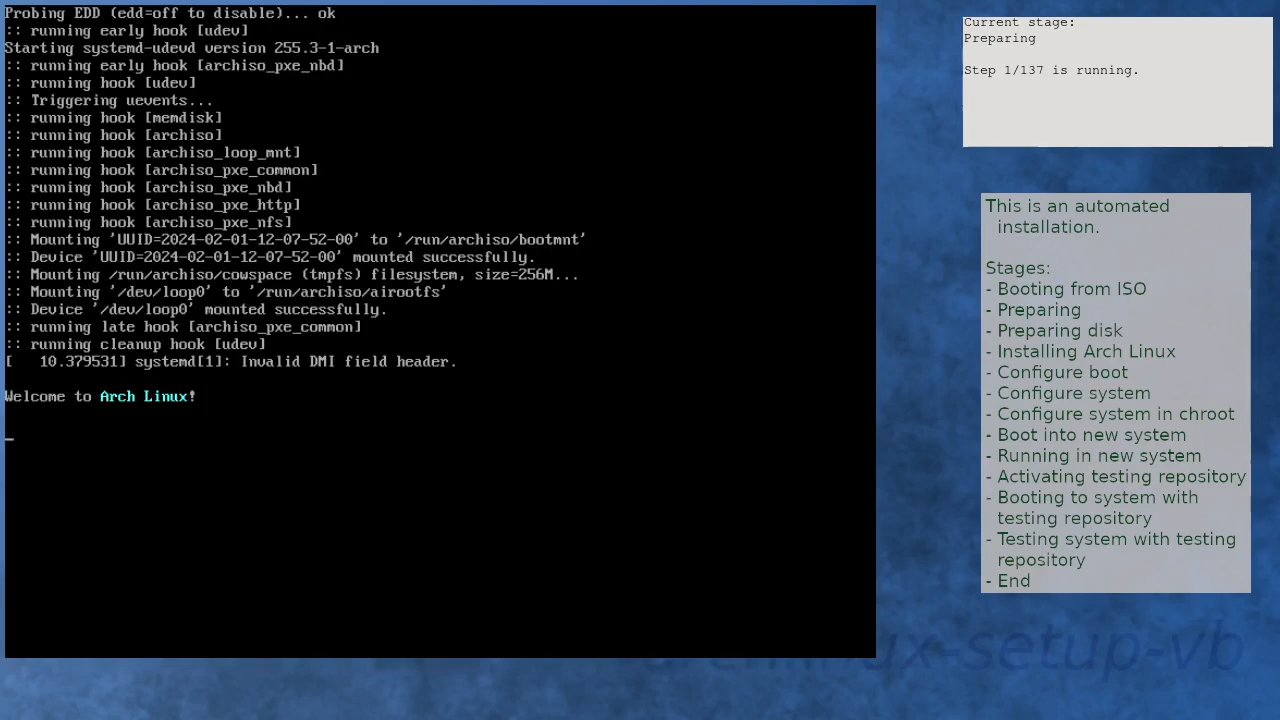 Probing EDD (edd=off to disable)... ok
:: running early hook [udev]
Starting systemd-udevd version 255.3-1-arch
:: running early hook [archiso_pxe_nbd]
:: running hook [udev]
:: Triggering uevents...
:: running hook [memdisk]
:: running hook [archiso]
:: running hook [archiso_loop_mnt]
:: running hook [archiso_pxe_common]
:: running hook [archiso_pxe_nbd]
:: running hook [archiso_pxe_http]
:: running hook [archiso_pxe_nfs]
:: Mounting 'UUID=2024-02-01-12-07-52-00' to '/run/archiso/bootmnt'
:: Device 'UUID=2024-02-01-12-07-52-00' mounted successfully.
:: Mounting /run/archiso/cowspace (tmpfs) filesystem, size=256M...
:: Mounting '/dev/loop0' to '/run/archiso/airootfs'
:: Device '/dev/loop0' mounted successfully.
:: running late hook [archiso_pxe_common]
:: running cleanup hook [udev]
[   10.379531] systemd[1]: Invalid DMI field header.
Welcome to Arch Linux!
_
Current stage:
Preparing
Step 1/137 is running.
This is an automated
installation.
Stages:
- Booting from ISO
- Preparing
- Preparing disk
- Installing Arch Linux
- Configure boot
- Configure system
- Configure system in chroot
- Boot into new system
- Running in new system
- Activating testing repository
- Booting to system with
testing repository
- Testing system with testing
repository
- End